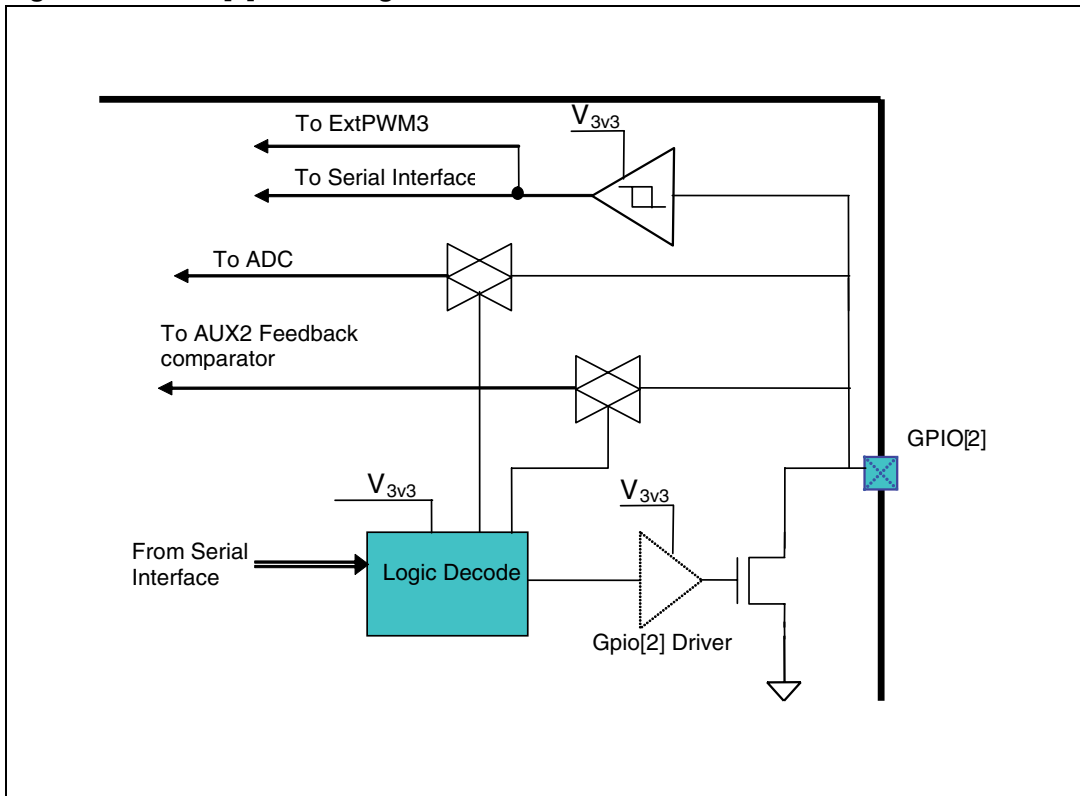 To ExtPWM3
V3v3
To Serial Interface
To ADC
To AUX2 Feedback
comparator
GPIO[2]
V3v3
V3v3
From Serial
Interface
Logic Decode
Gpio[2] Driver